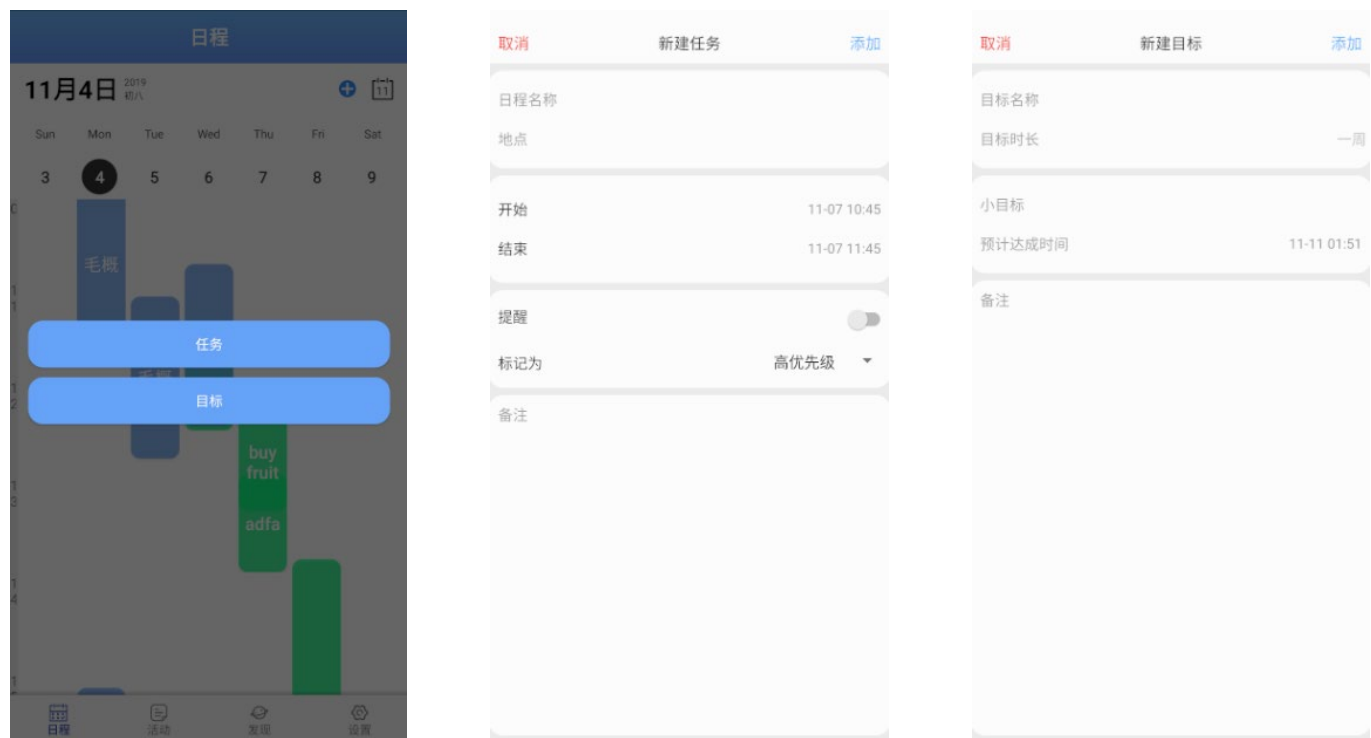 日程
11月4日 2019
初八
11
Sun Mon Tue Wed Thu Fri Sat
3 4 5 6 7 8 9
毛概
任务
毛概
目标
buy
fruit
adfa
日程 活动 发现 设置
取消 新建任务 添加
日程名称
地点
开始 11-07 10:45
结束 11-07 11:45
提醒
标记为 高优先级
备注
取消 新建目标 添加
目标名称
目标时长 一周
小目标
预计达成时间 11-11 01:51
备注